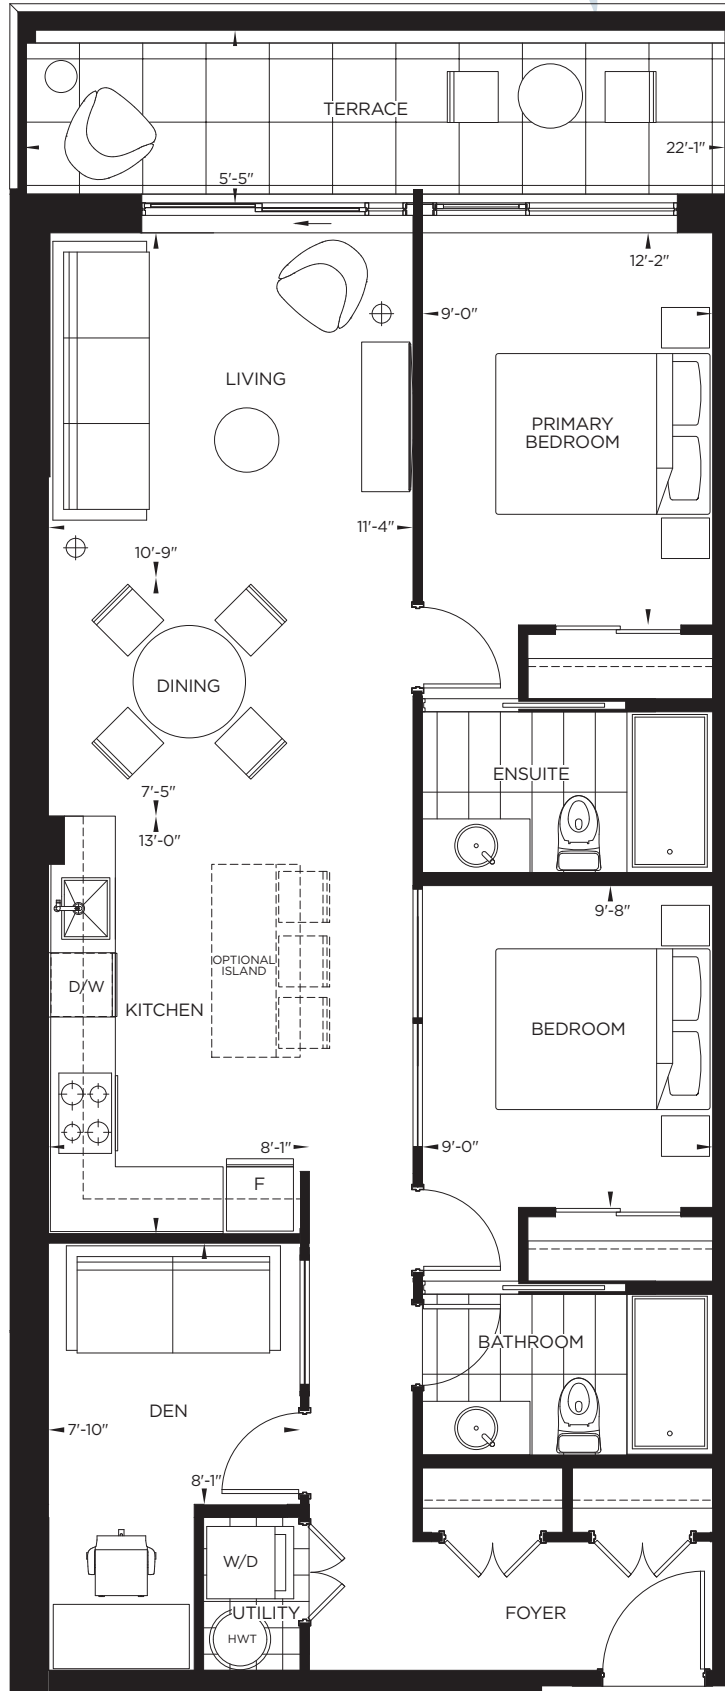 TERRACE
22'-1"
5'-5"
12'-2"
9'-0"
LIVING
PRIMARY
BEDROOM
11'-4"
10'-9"
DINING
ENSUITE
7'-5"
13'-0"
9'-8"
OPTIONAL
ISLAND
D/W
KITCHEN
BEDROOM
8'-1"
9'-0"
F
BATHROOM
DEN
7'-10"
8'-1"
W/D
UTILITY
FOYER
HWT